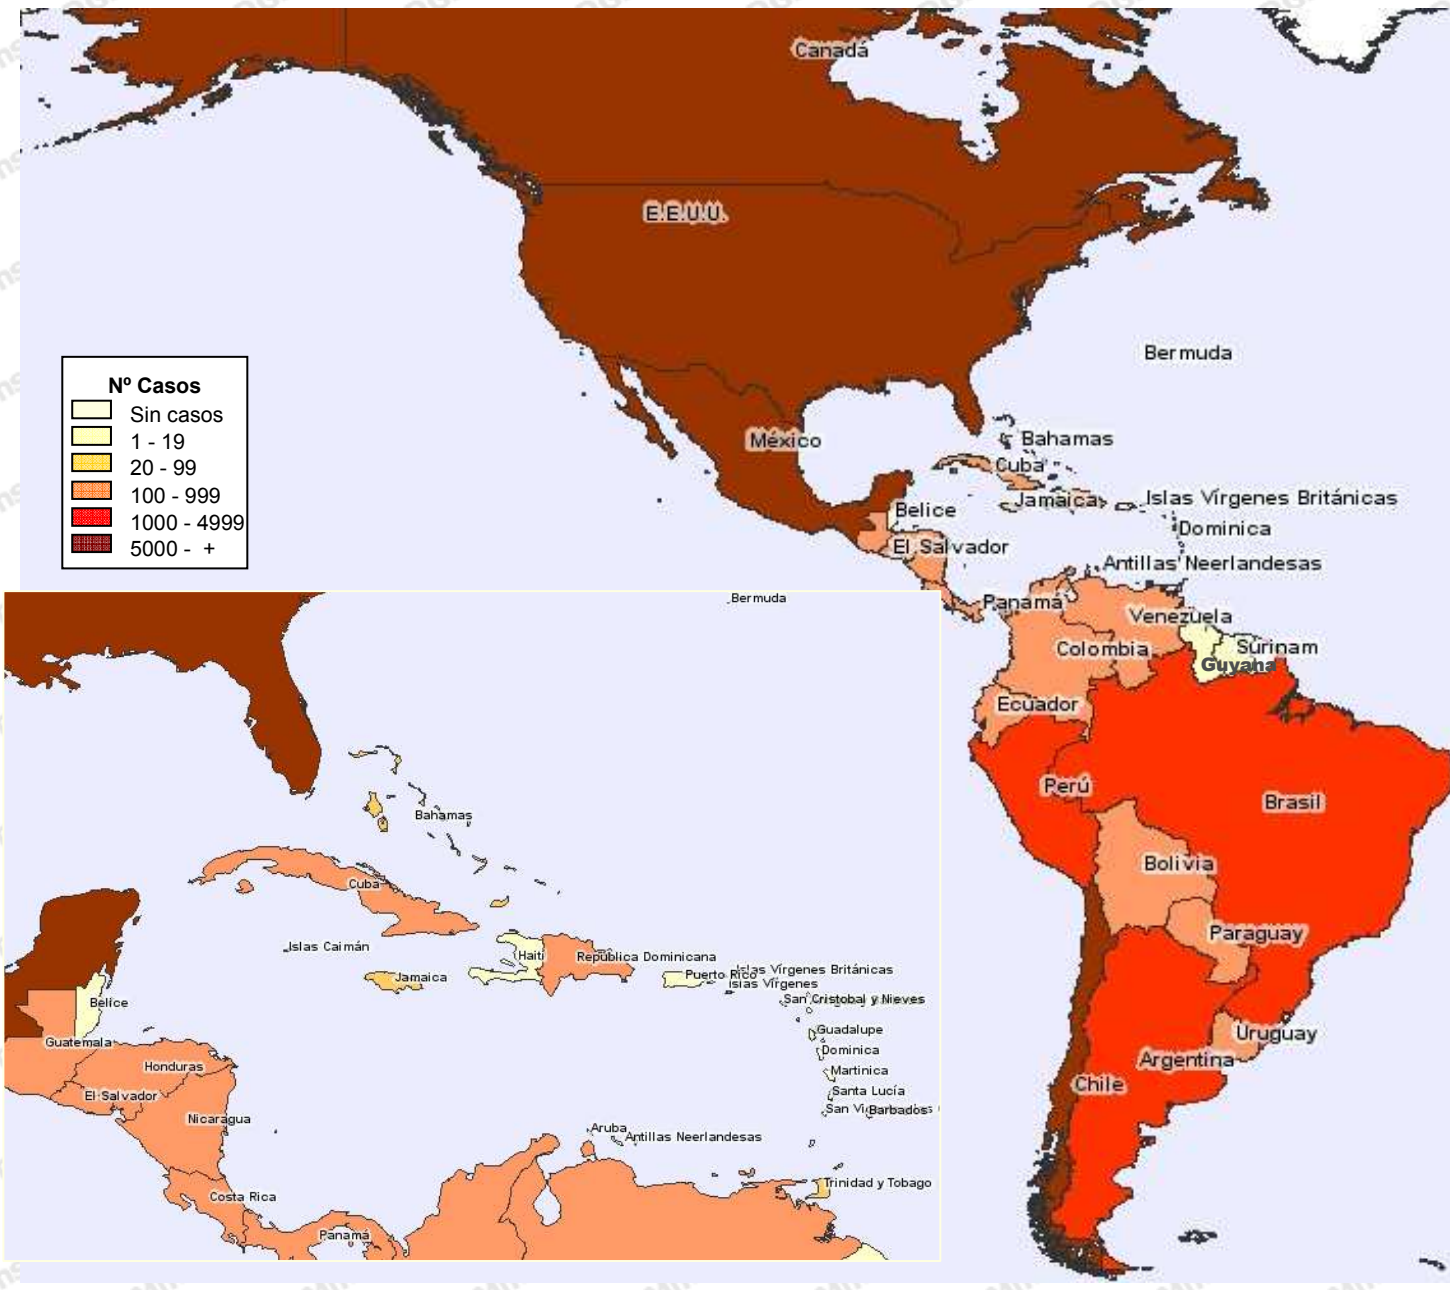 Canadá
E.E.U.U.
Bermuda
Nº Casos
Sin casos
1 - 19
20 - 99
100 - 999
1000 - 4999
5000 - +
México
Bahamas
Cuba
Jamaica
Islas Vírgenes Británicas
Belice
Dominica
El Salvador
Antillas Neerlandesas
Panamá
Venezuela
Colombia
Surinam
Guyana
Ecuador
Perú
Brasil
Bolivia
Paraguay
Uruguay
Argentina
Chile
Bermuda
Bahamas
Cuba
Islas Caimán
Haití
República Dominicana
Jamaica
Puerto Rico
Islas Vírgenes Británicas
Islas Vírgenes
Belice
San Cristobal y Nieves
Guadalupe
Guatemala
Dominica
Honduras
Martinica
El Salvador
Santa Lucía
San Vi
Barbados
Nicaragua
Aruba
Antillas Neerlandesas
Trinidad y Tobago
Costa Rica
Panamá